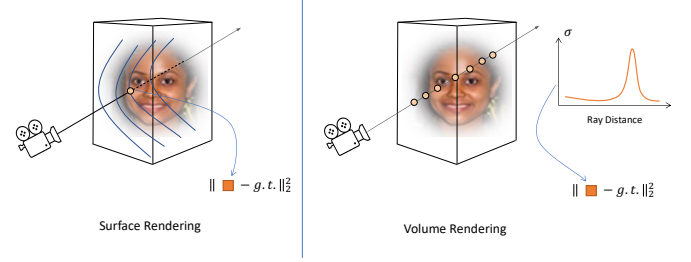 ‖ - g.t. ‖₂²
Surface Rendering
σ
Ray Distance
‖ - g.t. ‖₂²
Volume Rendering